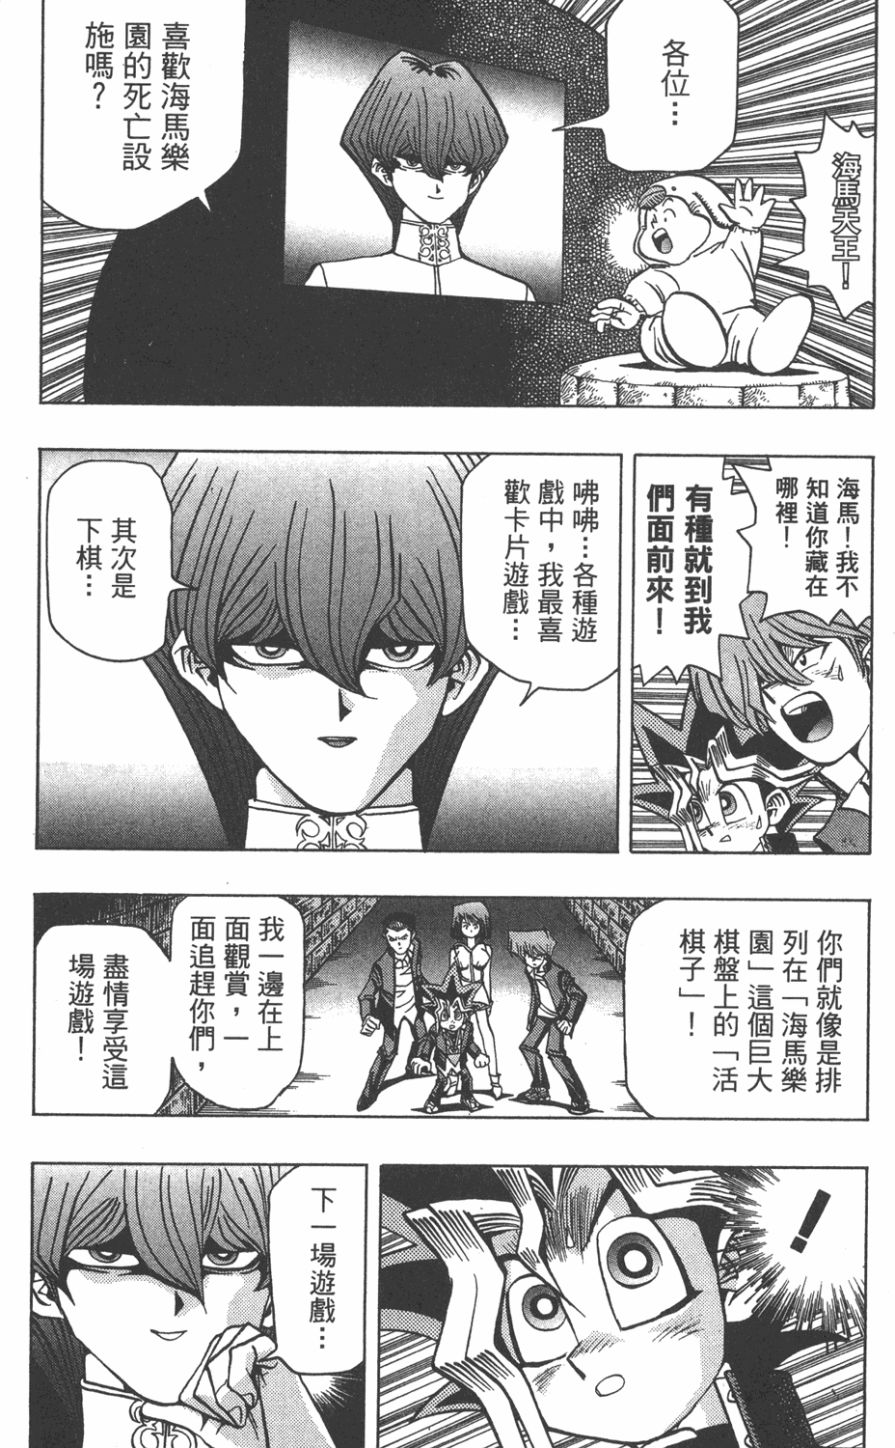 海馬天王！
各位…
喜歡海馬樂
園的死亡設
施嗎？
海馬！我不
知道你藏在
哪裡！
有種就到我
們面前來！
咈咈…各種遊
戲中，我最喜
歡卡片遊戲…
其次是
下棋…
你們就像是排
列在「海馬樂
園」這個巨大
棋盤上的「活
棋子」！
我一邊在上
面觀賞，一
面追趕你們，
盡情享受這
場遊戲！
！
下一場遊戲…